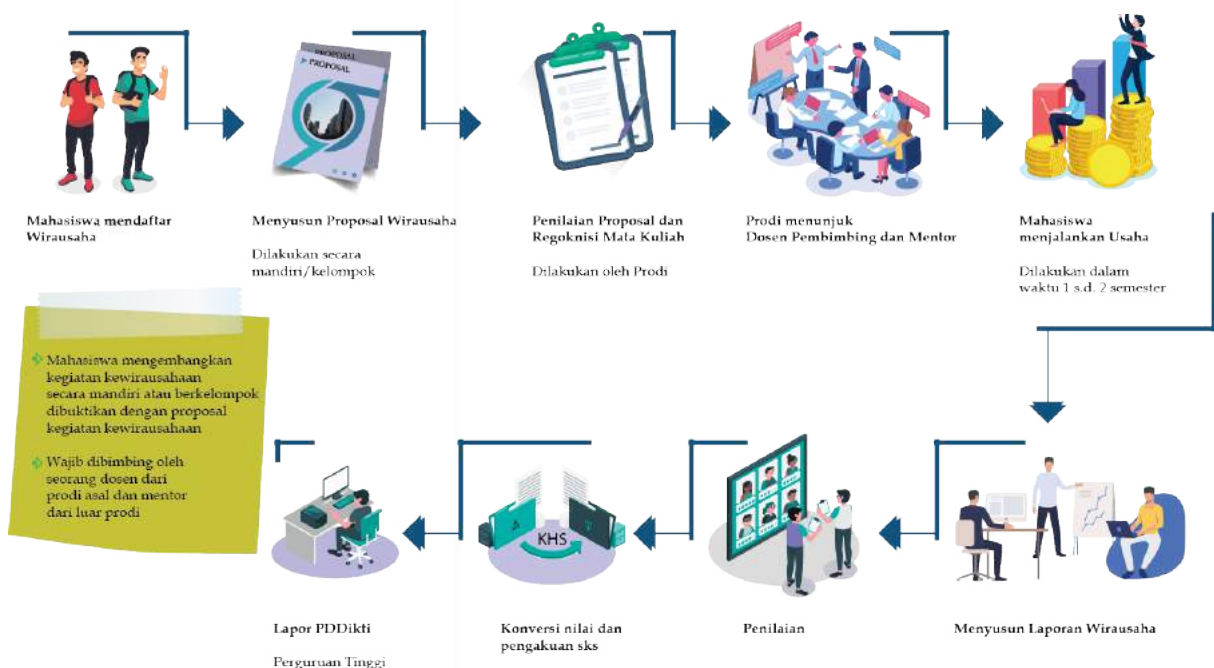 PROPOSAL
PROPOSAL
Mahasiswa mendaftar
Wirausaha
Menyusun Proposal Wirausaha
Dilakukan secara
mandiri/kelompok
Penilaian Proposal dan
Regoknisi Mata Kuliah
Dilakukan oleh Prodi
Prodi menunjuk
Dosen Pembimbing dan Mentor
Mahasiswa
menjalankan Usaha
Dilakukan dalam
waktu 1 s.d. 2 semester
Mahasiswa mengembangkan
kegiatan kewirausahaan
secara mandiri atau berkelompok
dibuktikan dengan proposal
kegiatan kewirausahaan
Wajib dibimbing oleh
seorang dosen dari
prodi asal dan mentor
dari luar prodi
Menyusun Laporan Wirausaha
Penilaian
KHS
Konversi nilai dan
pengakuan sks
Lapor PDDikti
Perguruan Tinggi